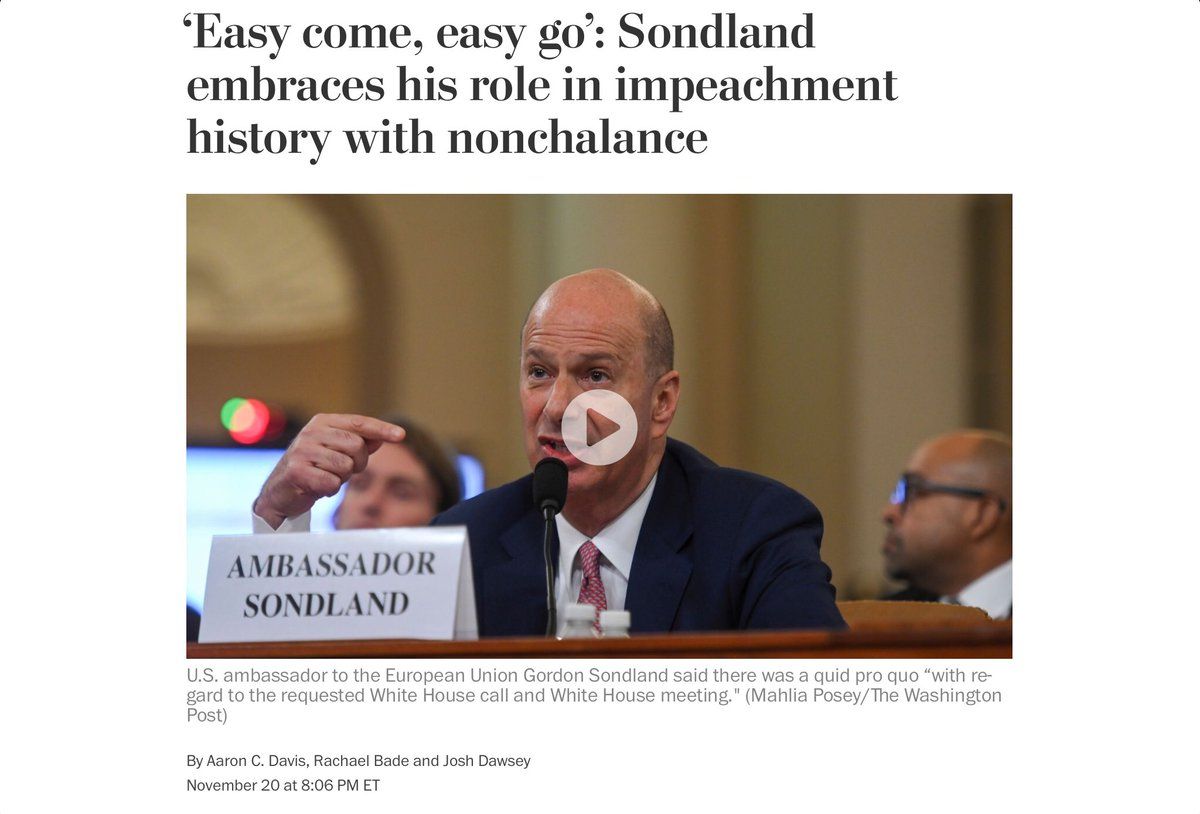 ‘Easy come, easy go’: Sondland
embraces his role in impeachment
history with nonchalance
AMBASSADOR
SONDLAND
U.S. ambassador to the European Union Gordon Sondland said there was a quid pro quo “with re-
gard to the requested White House call and White House meeting." (Mahlia Posey/The Washington
Post)
By Aaron C. Davis, Rachael Bade and Josh Dawsey
November 20 at 8:06 PM ET